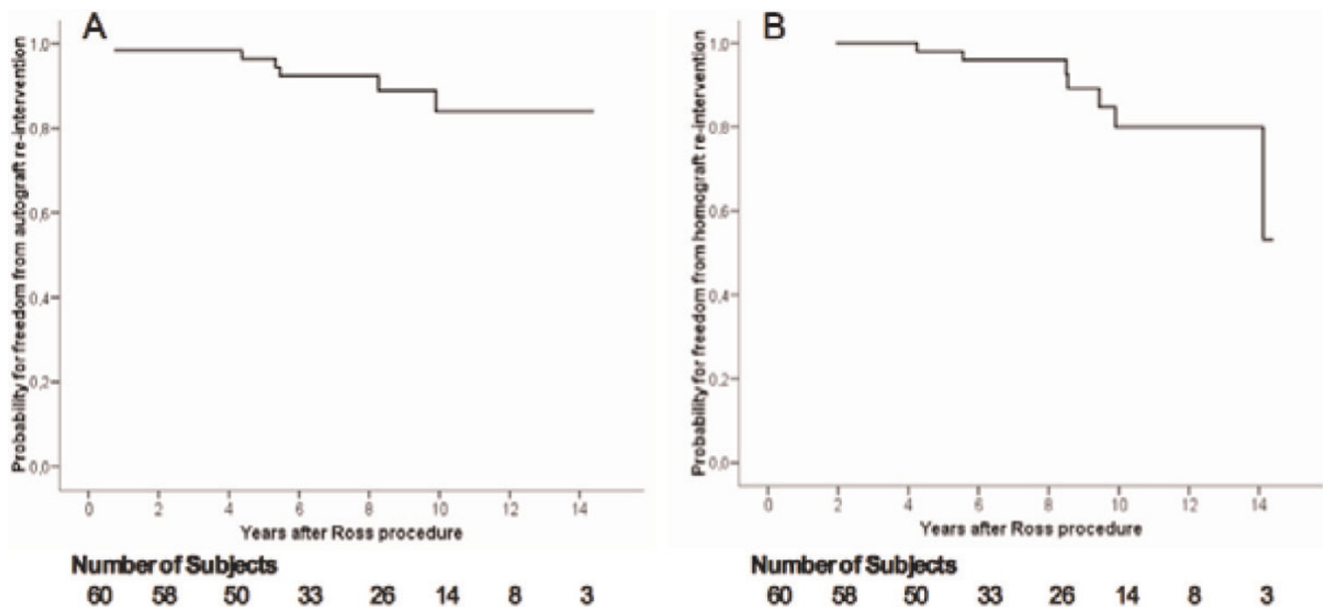 A
Probability for freedom from autograft re-intervention
1,0
0,8
0,6
0,4
0,2
0,0
0 2 4 6 8 10 12 14
Years after Ross procedure
Number of Subjects
60 58 50 33 26 14 8 3
B
Probability for freedom from homograft re-intervention
1,0
0,8
0,6
0,4
0,2
0,0
0 2 4 6 8 10 12 14
Years after Ross procedure
Number of Subjects
60 58 50 33 26 14 8 3